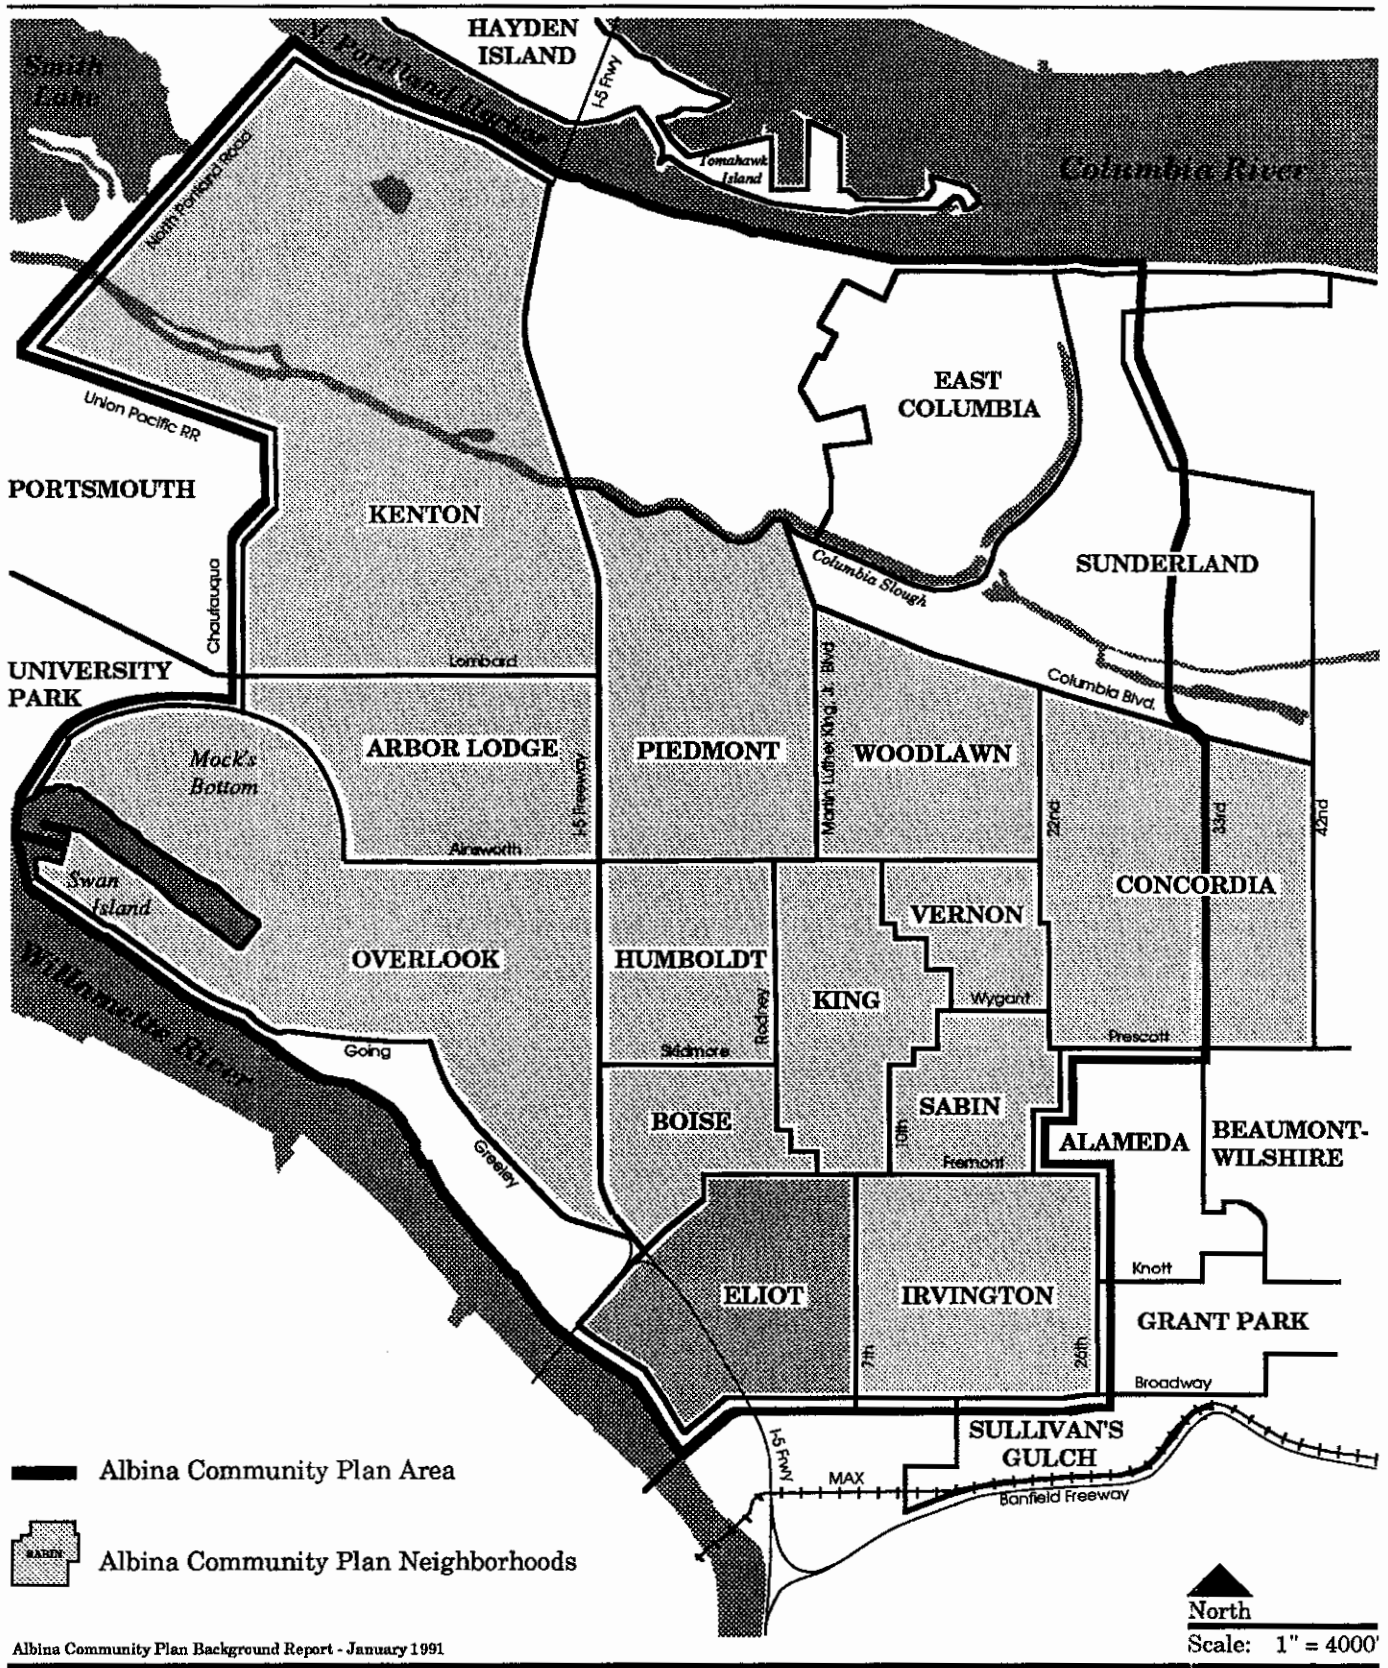 HAYDEN
ISLAND
Smith
Lake
N. Portland Harbor
I-5 Frwy
Tomahawk
Island
Columbia River
North Portland Road
Union Pacific RR
EAST
COLUMBIA
PORTSMOUTH
KENTON
Columbia Slough
SUNDERLAND
Chautauqua
Lombard
UNIVERSITY
PARK
Columbia Blvd.
Martin Luther King, Jr. Blvd
Mock's
Bottom
ARBOR LODGE
I-5 Freeway
PIEDMONT
WOODLAWN
22nd
33rd
42nd
Ainsworth
Swan
Island
CONCORDIA
VERNON
OVERLOOK
HUMBOLDT
KING
Rodney
Wygant
Willamette River
Going
Skidmore
Prescott
BOISE
SABIN
10th
ALAMEDA
BEAUMONT-
WILSHIRE
Greeley
Fremont
Knott
ELIOT
IRVINGTON
GRANT PARK
7th
26th
Broadway
I-5 Frwy
SULLIVAN'S
GULCH
MAX
Banfield Freeway
Albina Community Plan Area
SABIN
Albina Community Plan Neighborhoods
North
Scale: 1" = 4000'
Albina Community Plan Background Report - January 1991